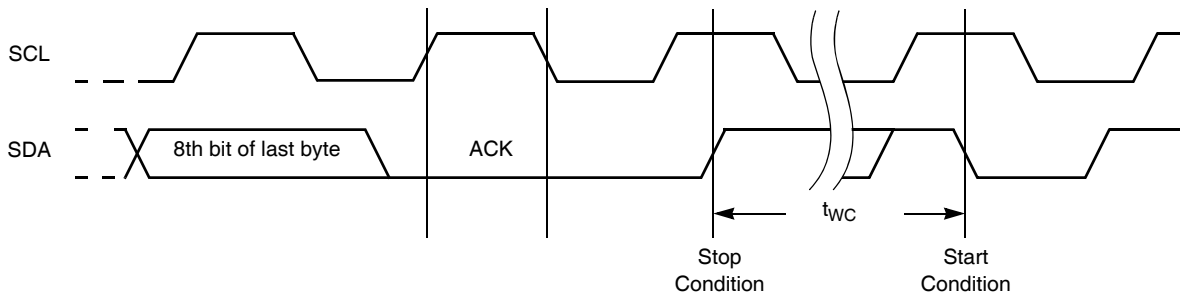 SCL
SDA
8th bit of last byte
ACK
tWC
Stop
Condition
Start
Condition